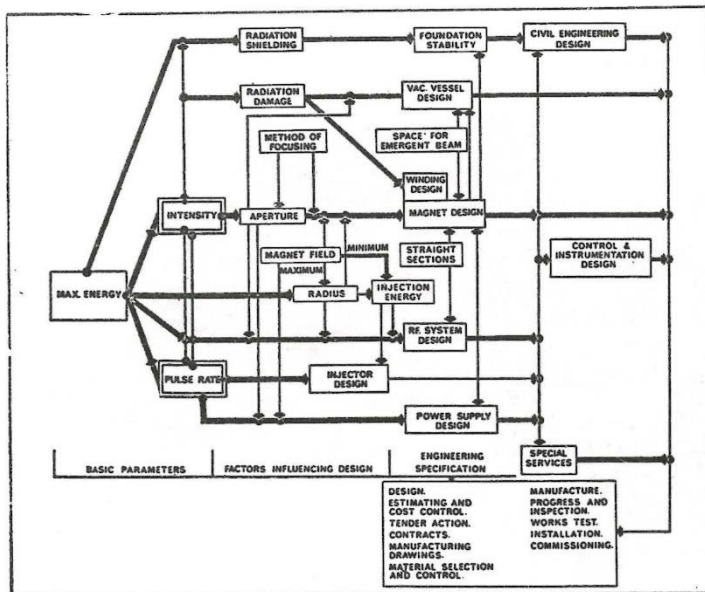 RADIATION
SHIELDING
FOUNDATION
STABILITY
CIVIL ENGINEERING
DESIGN
RADIATION
DAMAGE
VAC. VESSEL
DESIGN
METHOD OF
FOCUSING
SPACE FOR
EMERGENT BEAM
WINDING
DESIGN
INTENSITY
APERTURE
MAGNET DESIGN
MAGNET FIELD
MINIMUM
MAXIMUM
STRAIGHT
SECTIONS
CONTROL &
INSTRUMENTATION
DESIGN
MAX. ENERGY
RADIUS
INJECTION
ENERGY
RF. SYSTEM
DESIGN
PULSE RATE
INJECTOR
DESIGN
POWER SUPPLY
DESIGN
SPECIAL
SERVICES
BASIC PARAMETERS
FACTORS INFLUENCING DESIGN
ENGINEERING
SPECIFICATION
DESIGN.
ESTIMATING AND
COST CONTROL.
TENDER ACTION.
CONTRACTS.
MANUFACTURING
DRAWINGS.
MATERIAL SELECTION
AND CONTROL.
MANUFACTURE.
PROGRESS AND
INSPECTION.
WORKS TEST.
INSTALLATION.
COMMISSIONING.